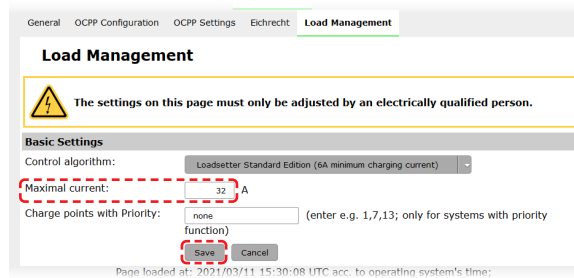 General OCPP Configuration OCPP Settings Eichrecht Load Management
Load Management
The settings on this page must only be adjusted by an electrically qualified person.
Basic Settings
Control algorithm: Loadsetter Standard Edition (6A minimum charging current)
Maximal current: 32 A
Charge points with Priority: none (enter e.g. 1,7,13; only for systems with priority
function)
Save Cancel
Page loaded at: 2021/03/11 15:30:08 UTC acc. to operating system's time;